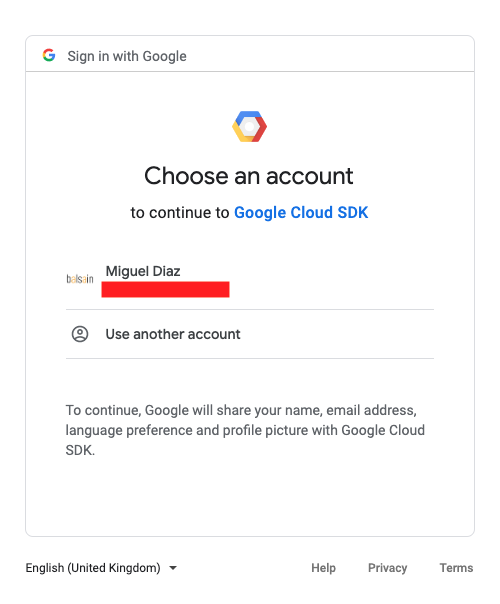 Sign in with Google
Choose an account
to continue to Google Cloud SDK
balsain
Miguel Diaz
Use another account
To continue, Google will share your name, email address,
language preference and profile picture with Google Cloud
SDK.
English (United Kingdom)
Help
Privacy
Terms